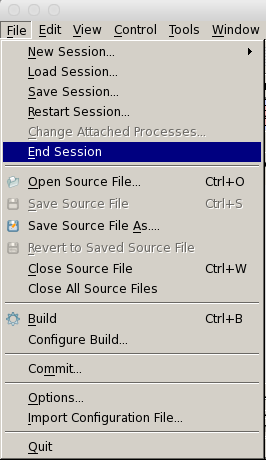 File Edit View Control Tools Window
New Session...
Load Session...
Save Session...
Restart Session...
Change Attached Processes...
End Session
Open Source File... Ctrl+O
Save Source File Ctrl+S
Save Source File As....
Revert to Saved Source File
Close Source File Ctrl+W
Close All Source Files
Build Ctrl+B
Configure Build...
Commit...
Options...
Import Configuration File...
Quit